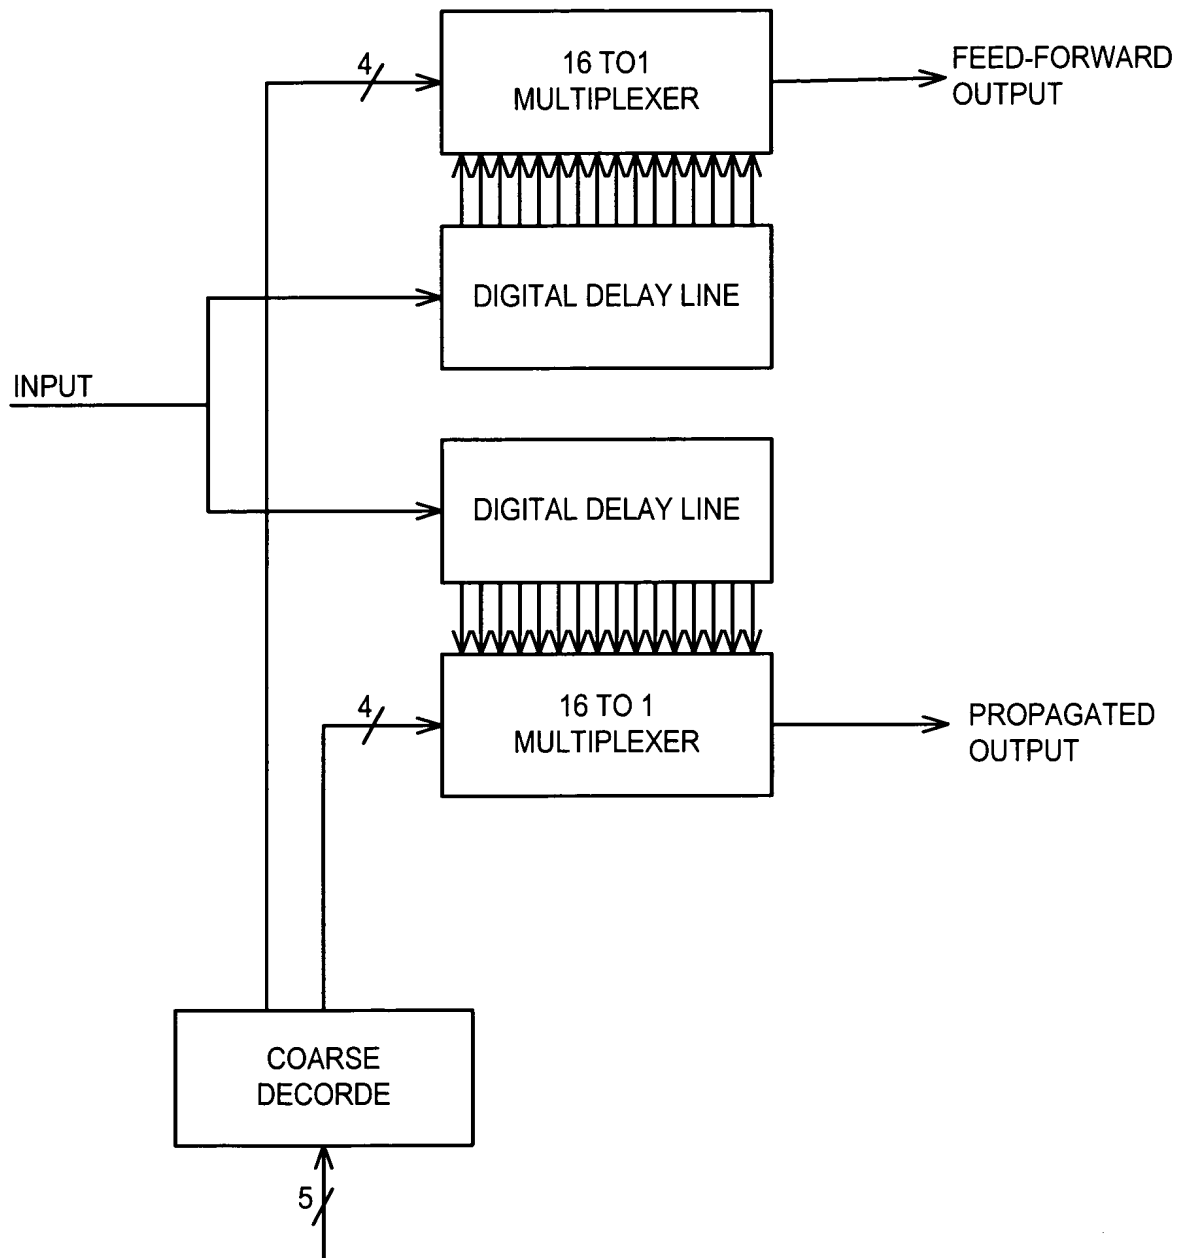 4
16 TO1
MULTIPLEXER
FEED-FORWARD
OUTPUT
DIGITAL DELAY LINE
INPUT
DIGITAL DELAY LINE
4
16 TO 1
MULTIPLEXER
PROPAGATED
OUTPUT
COARSE
DECORDE
5